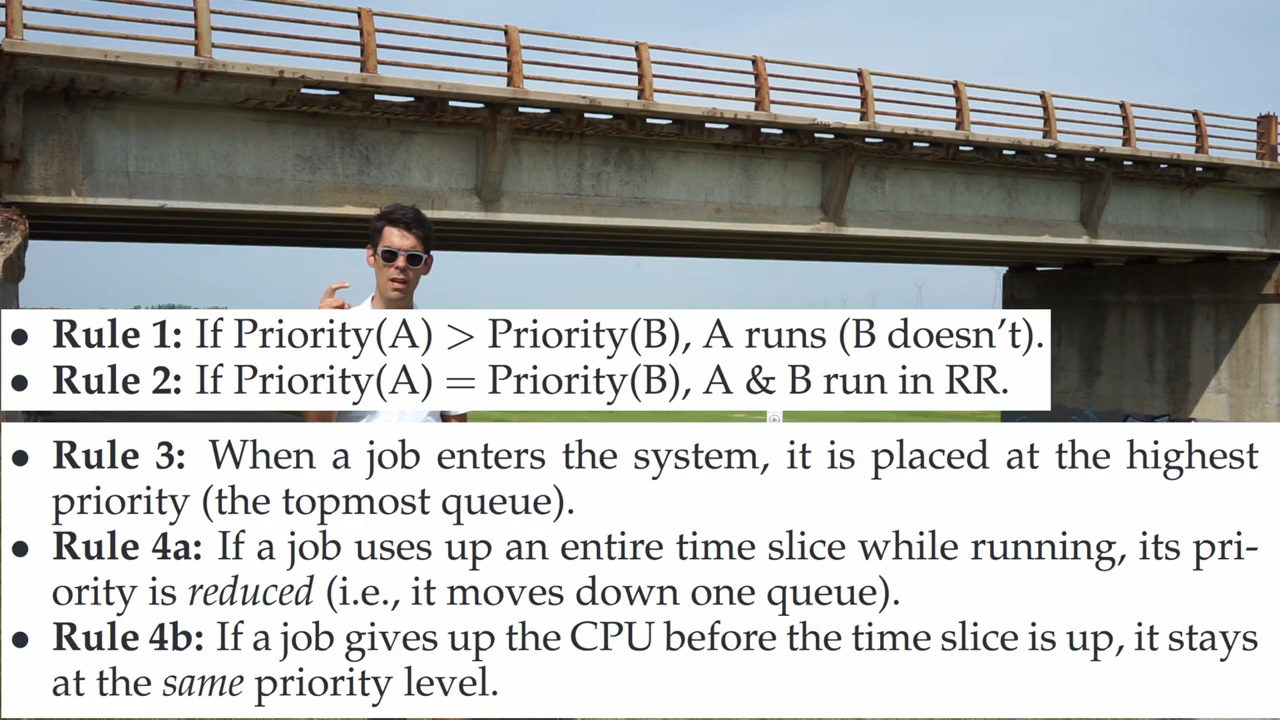 • Rule 1: If Priority(A) > Priority(B), A runs (B doesn't).
• Rule 2: If Priority(A) = Priority(B), A & B run in RR.
• Rule 3: When a job enters the system, it is placed at the highest
priority (the topmost queue).
• Rule 4a: If a job uses up an entire time slice while running, its pri-
ority is reduced (i.e., it moves down one queue).
• Rule 4b: If a job gives up the CPU before the time slice is up, it stays
at the same priority level.